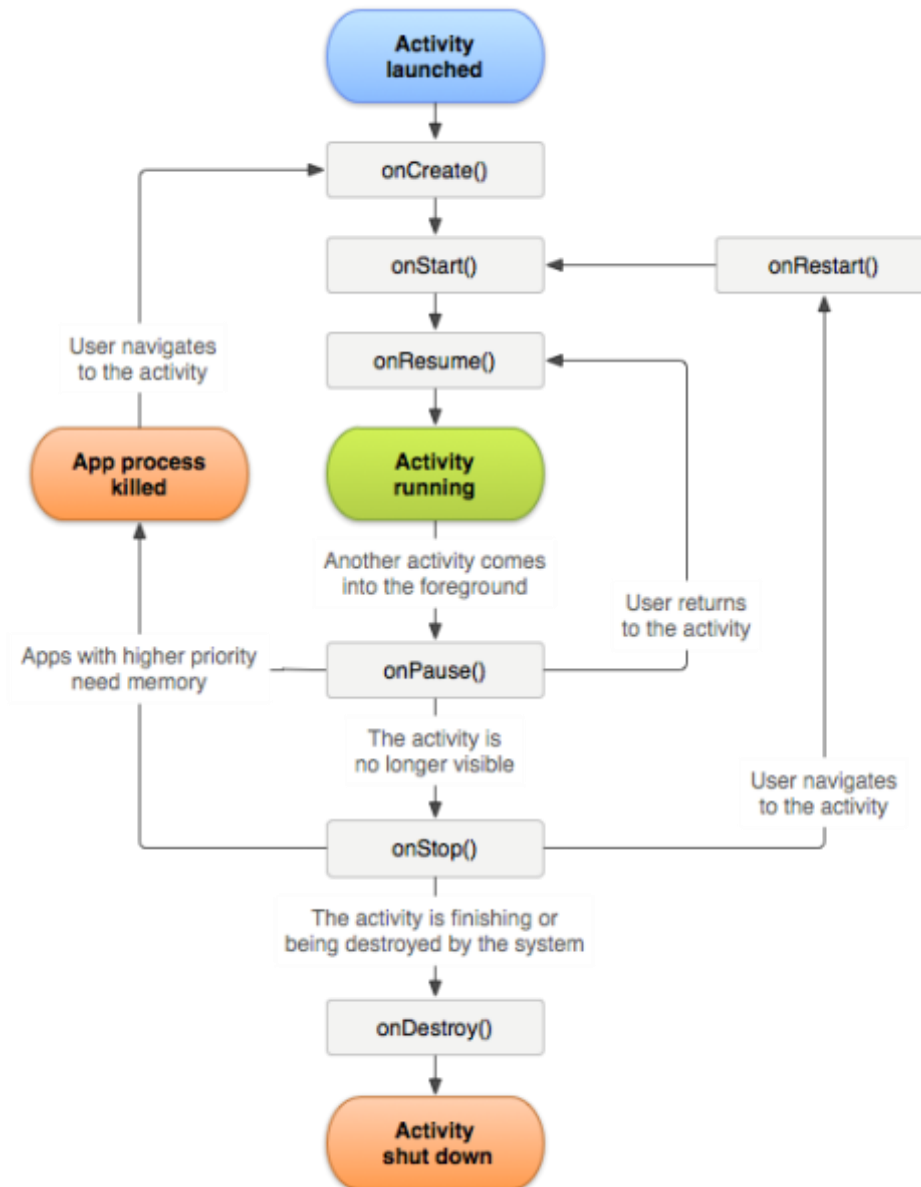 Activity
launched
onCreate()
onStart()
onRestart()
User navigates
to the activity
onResume()
App process
killed
Activity
running
Another activity comes
into the foreground
User returns
to the activity
Apps with higher priority
need memory
onPause()
The activity is
no longer visible
User navigates
to the activity
onStop()
The activity is finishing or
being destroyed by the system
onDestroy()
Activity
shut down